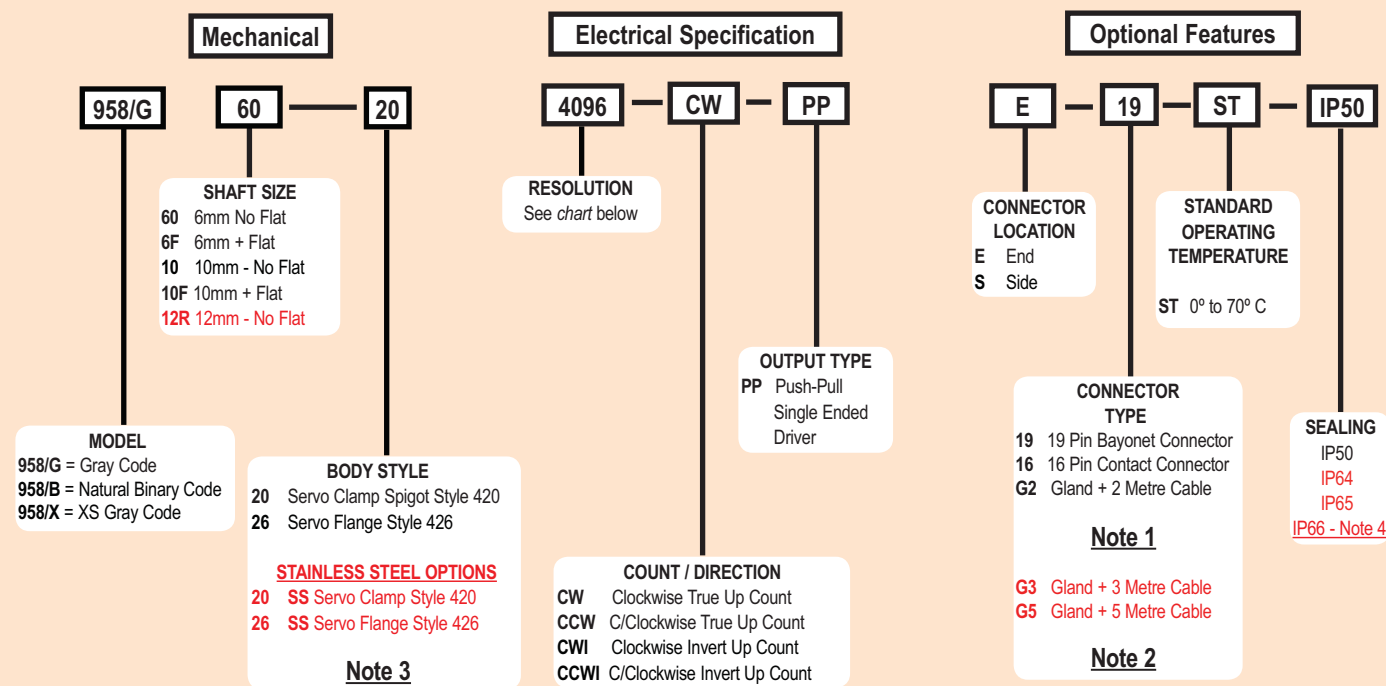 Mechanical
958/G 60 20
SHAFT SIZE
60 6mm No Flat
6F 6mm + Flat
10 10mm - No Flat
10F 10mm + Flat
12R 12mm - No Flat
MODEL
958/G = Gray Code
958/B = Natural Binary Code
958/X = XS Gray Code
BODY STYLE
20 Servo Clamp Spigot Style 420
26 Servo Flange Style 426
STAINLESS STEEL OPTIONS
20 SS Servo Clamp Style 420
26 SS Servo Flange Style 426
Note 3
Electrical Specification
4096 CW PP
RESOLUTION
See chart below
OUTPUT TYPE
PP Push-Pull
Single Ended
Driver
COUNT / DIRECTION
CW Clockwise True Up Count
CCW C/Clockwise True Up Count
CWI Clockwise Invert Up Count
CCWI C/Clockwise Invert Up Count
Optional Features
E 19 ST IP50
CONNECTOR
LOCATION
E End
S Side
STANDARD
OPERATING
TEMPERATURE
ST 0º to 70º C
CONNECTOR
TYPE
19 19 Pin Bayonet Connector
16 16 Pin Contact Connector
G2 Gland + 2 Metre Cable
Note 1
G3 Gland + 3 Metre Cable
G5 Gland + 5 Metre Cable
Note 2
SEALING
IP50
IP64
IP65
IP66 - Note 4